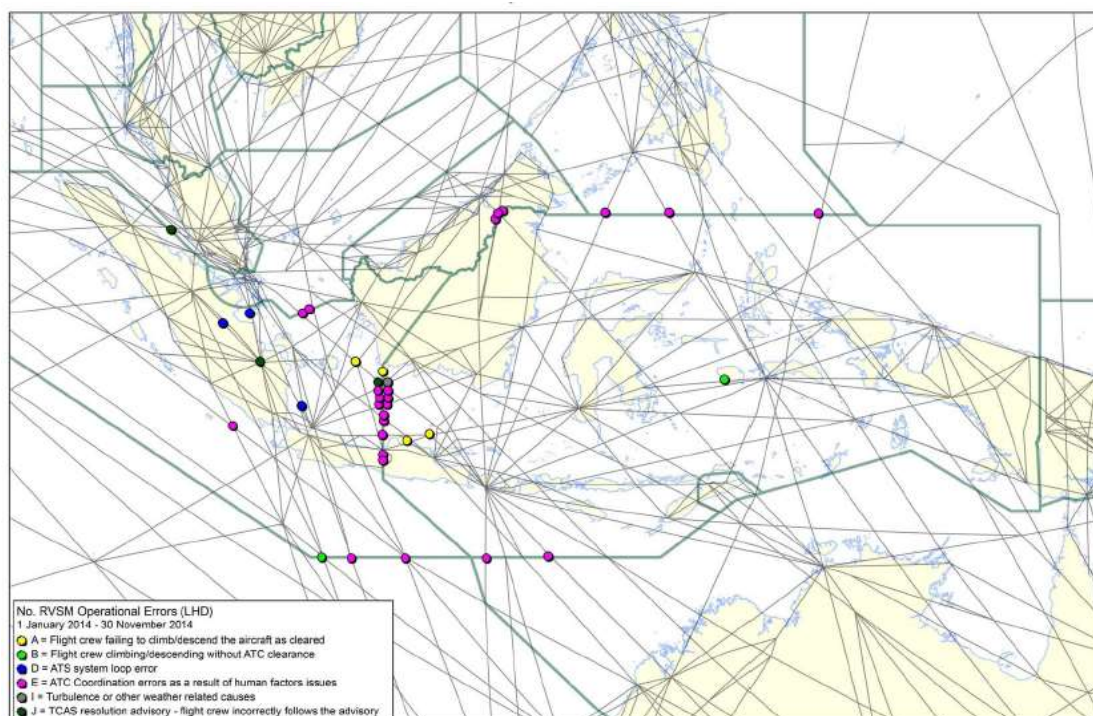 No. RVSM Operational Errors (LHD)
1 January 2014 - 30 November 2014
A = Flight crew failing to climb/descend the aircraft as cleared
B = Flight crew climbing/descending without ATC clearance
D = ATS system loop error
E = ATC Coordination errors as a result of human factors issues
I = Turbulence or other weather related causes
J = TCAS resolution advisory - flight crew incorrectly follows the advisory